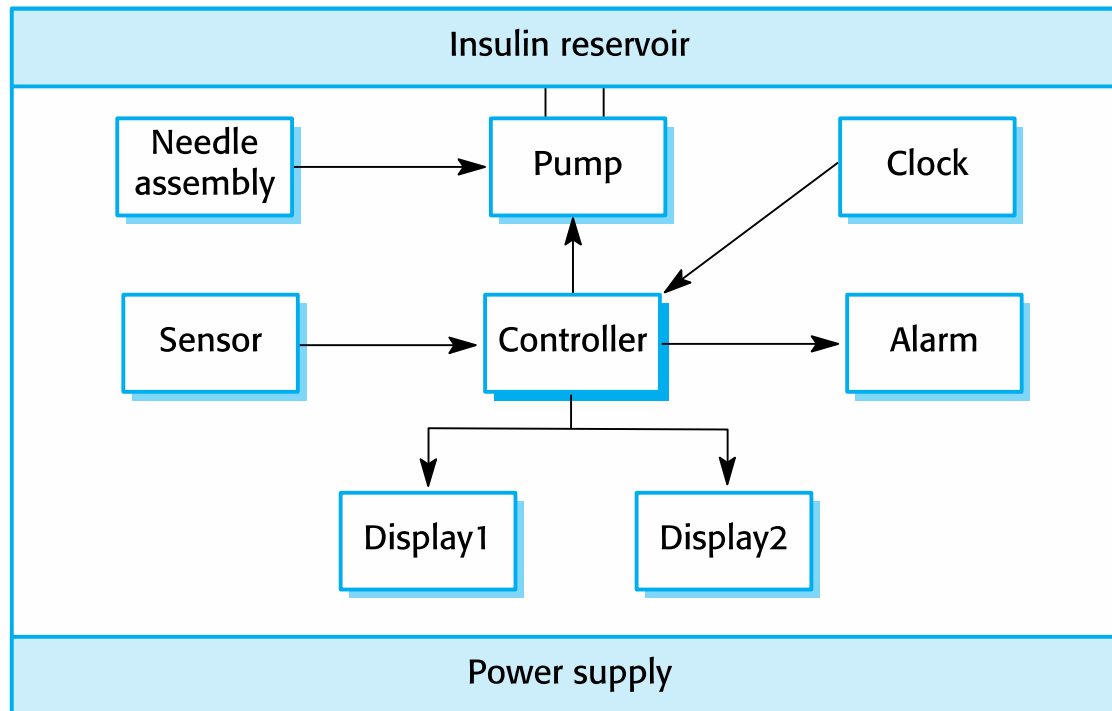 Insulin reservoir
Needle
assembly
Pump
Clock
Sensor
Controller
Alarm
Display1
Display2
Power supply